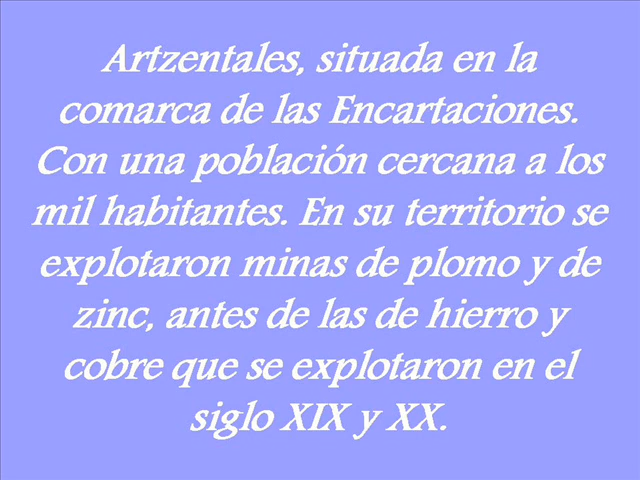 Artzentales, situada en la
comarca de las Encartaciones.
Con una población cercana a los
mil habitantes. En su territorio se
explotaron minas de plomo y de
zinc, antes de las de hierro y
cobre que se explotaron en el
siglo XIX y XX.